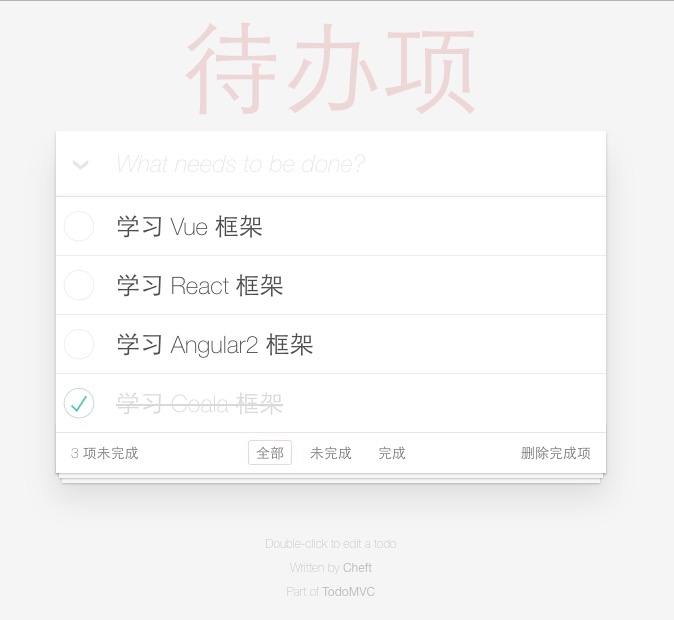 待办项
What needs to be done?
学习 Vue 框架
学习 React 框架
学习 Angular2 框架
学习 Coala 框架
3 项未完成 全部 未完成 完成 删除完成项
Double-click to edit a todo
Written by Cheft
Part of TodoMVC